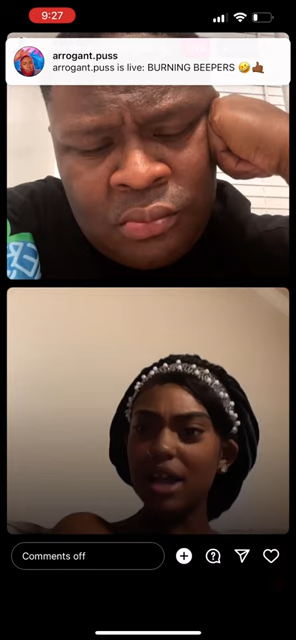 9:27
arrogant.puss
arrogant.puss is live: BURNING BEEPERS 🤣🤙🏾
Comments off